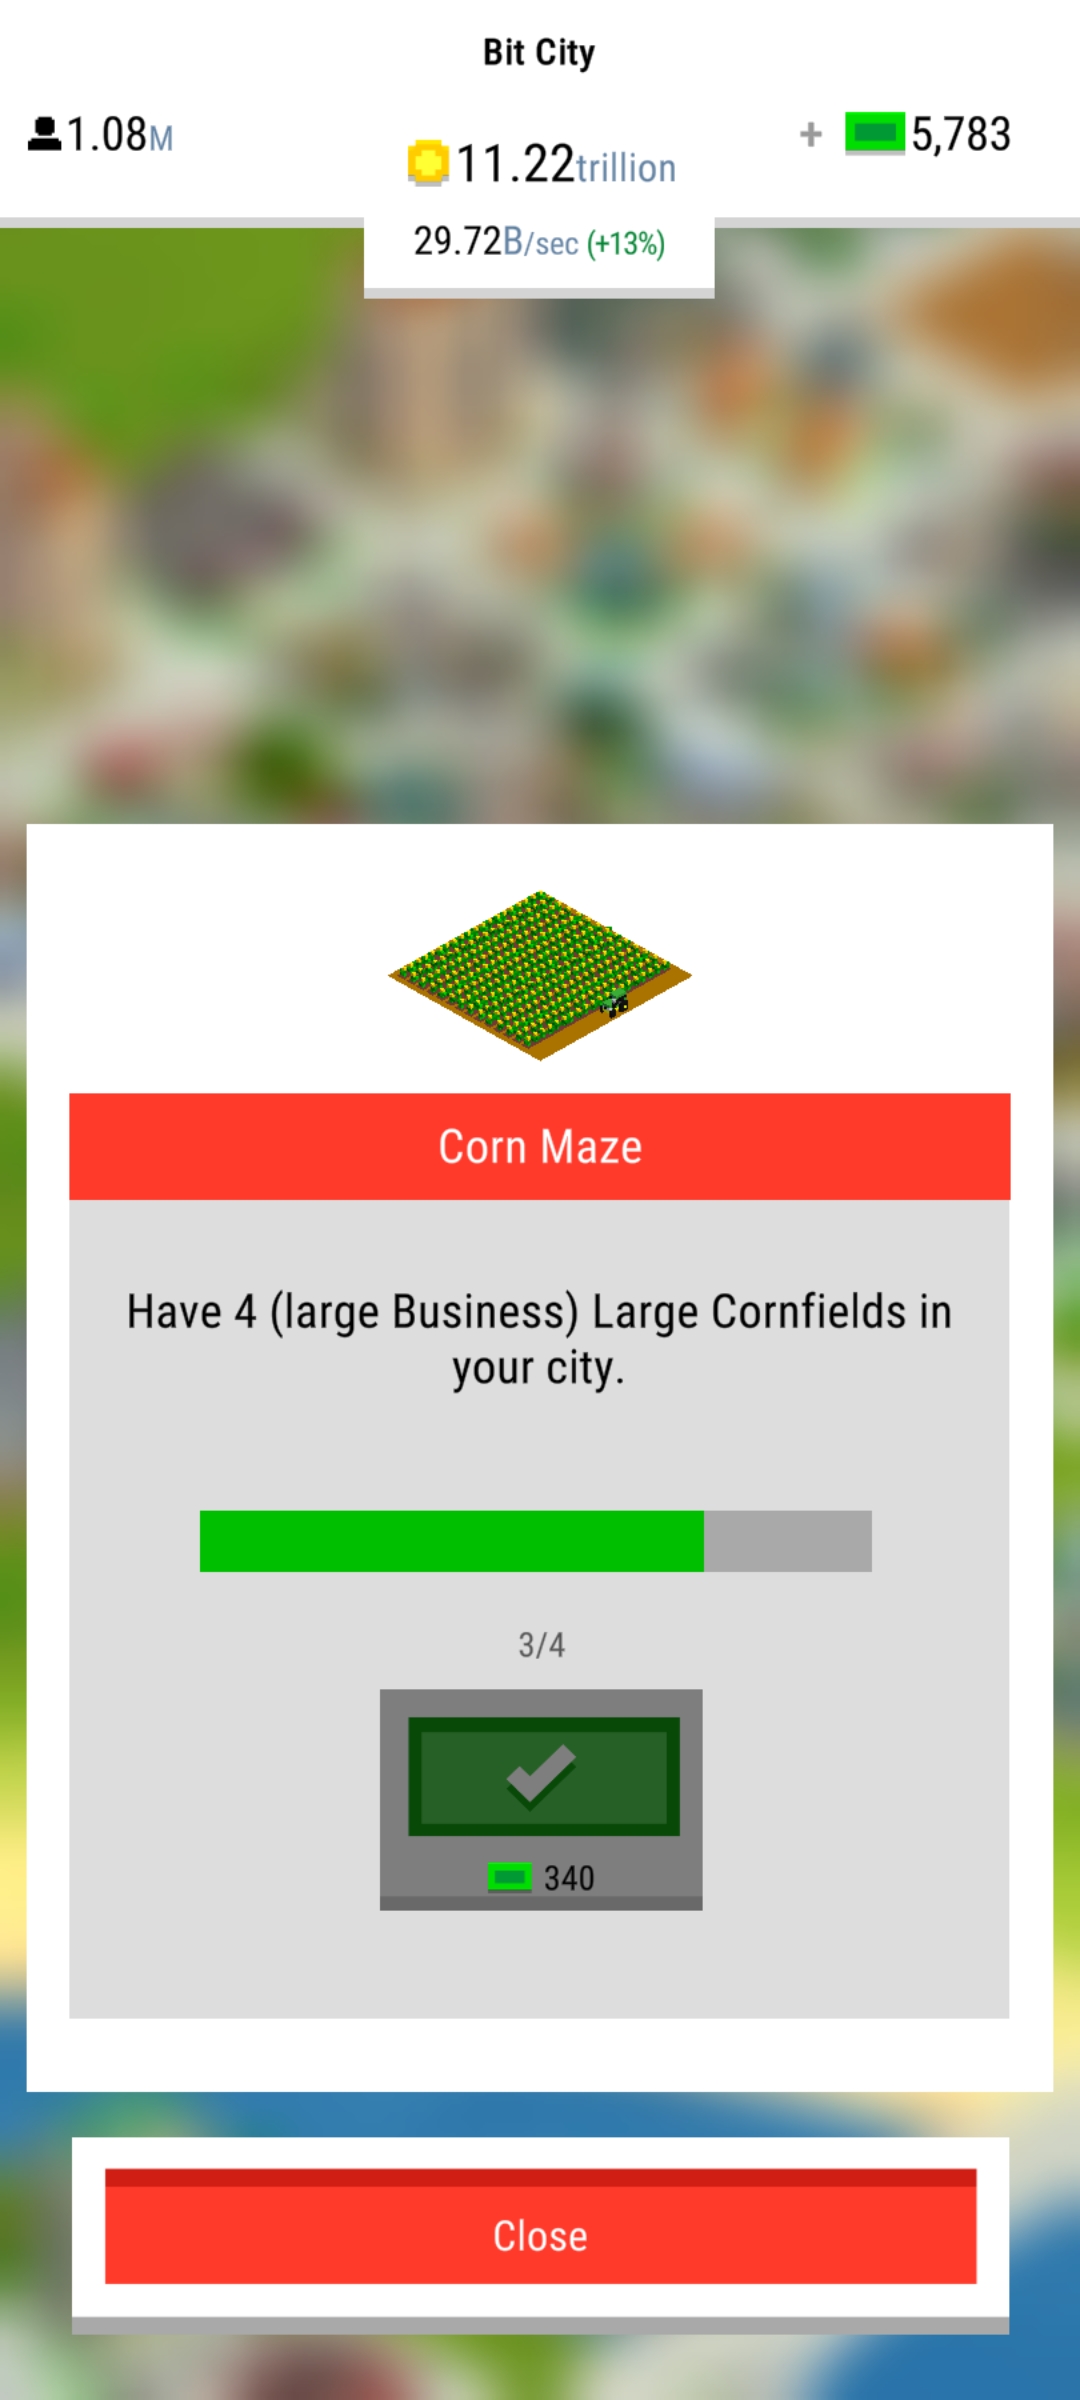 Bit City
1.08M
11.22trillion
+ 5,783
29.72B/sec (+13%)
Corn Maze
Have 4 (large Business) Large Cornfields in
your city.
3/4
340
Close